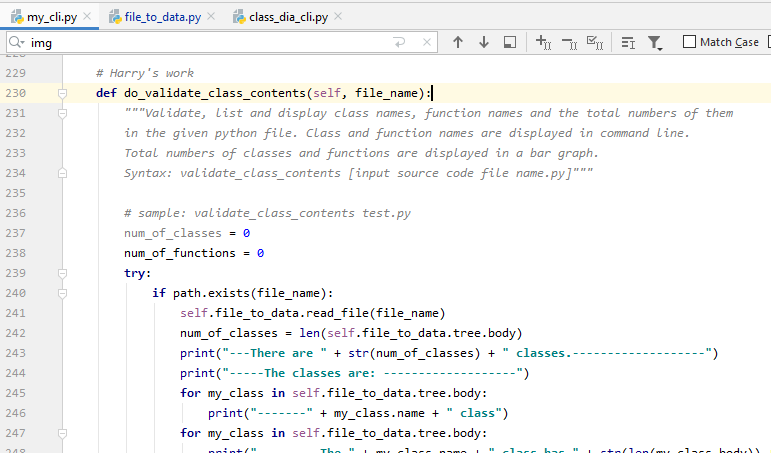 my_cli.py × file_to_data.py × class_dia_cli.py ×
img × Match Case
229 # Harry's work
230 def do_validate_class_contents(self, file_name):
231 """Validate, list and display class names, function names and the total numbers of them
232 in the given python file. Class and function names are displayed in command line.
233 Total numbers of classes and functions are displayed in a bar graph.
234 Syntax: validate_class_contents [input source code file name.py]"""
235
236 # sample: validate_class_contents test.py
237 num_of_classes = 0
238 num_of_functions = 0
239 try:
240 if path.exists(file_name):
241 self.file_to_data.read_file(file_name)
242 num_of_classes = len(self.file_to_data.tree.body)
243 print("---There are " + str(num_of_classes) + " classes.-------------------")
244 print("-----The classes are: -------------------")
245 for my_class in self.file_to_data.tree.body:
246 print("-------" + my_class.name + " class")
247 for my_class in self.file_to_data.tree.body: